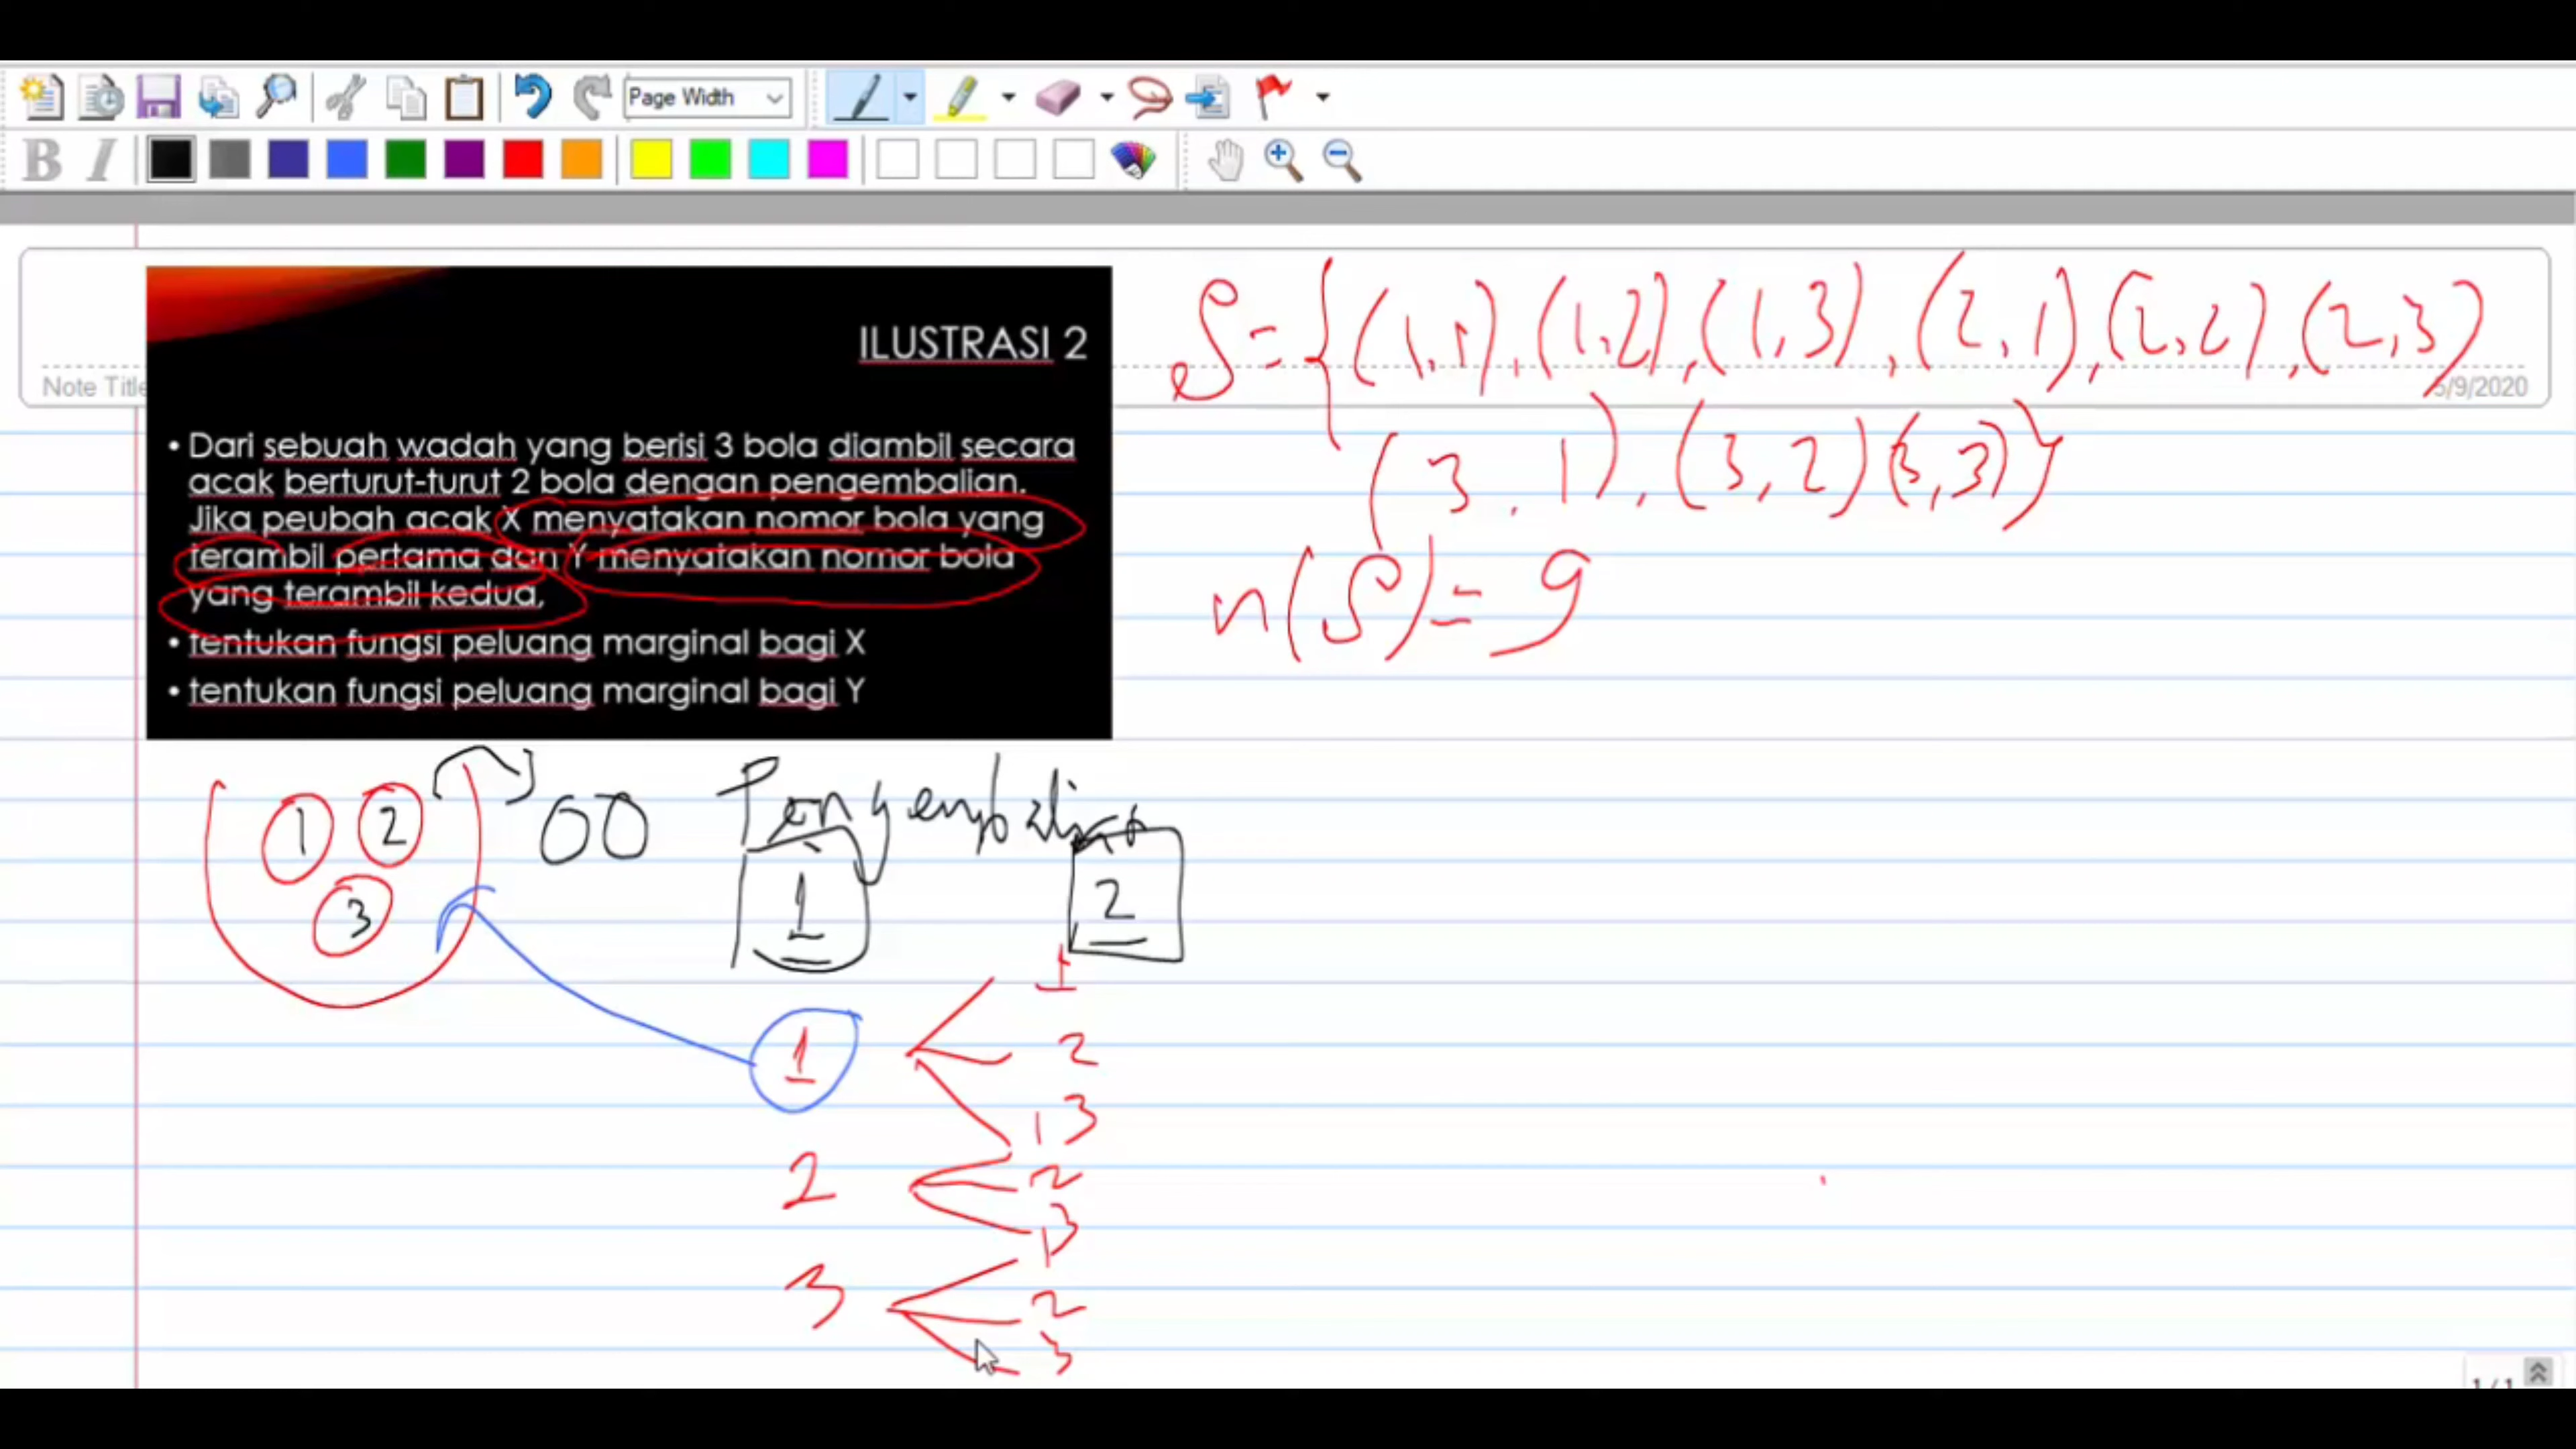 Page Width
B I
Note Title
5/9/2020
ILUSTRASI 2
• Dari sebuah wadah yang berisi 3 bola diambil secara
acak berturut-turut 2 bola dengan pengembalian.
Jika peubah acak X menyatakan nomor bola yang
terambil pertama dan Y menyatakan nomor bola
yang terambil kedua,
• tentukan fungsi peluang marginal bagi X
• tentukan fungsi peluang marginal bagi Y
S = {(1,1), (1,2), (1,3), (2,1), (2,2), (2,3)
(3,1), (3,2) (3,3)}
n(S) = 9
1 2
3
Pengembalian
1 2
1
1 2
1 3
2 2
1 3
3 2
3
1/1